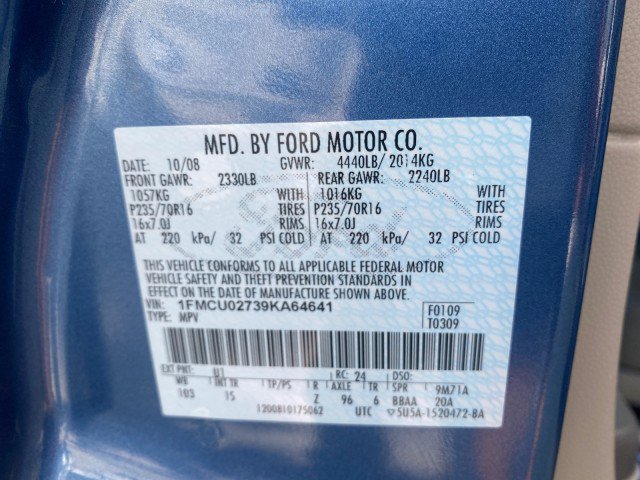 MFD. BY FORD MOTOR CO.
DATE: 10/08 GVWR: 4440LB/ 2014KG
FRONT GAWR: 2330LB REAR GAWR: 2240LB
1057KG WITH 1016KG WITH
P235/70R16 TIRES P235/70R16 TIRES
16x7.0J RIMS 16x7.0J RIMS
AT 220 kPa/ 32 PSI COLD AT 220 kPa/ 32 PSI COLD
THIS VEHICLE CONFORMS TO ALL APPLICABLE FEDERAL MOTOR
VEHICLE SAFETY AND THEFT PREVENTION STANDARDS IN
EFFECT ON THE DATE OF MANUFACTURE SHOWN ABOVE.
VIN: 1FMCU02739KA64641 F0109
TYPE: MPV T0309
EXT PNT: U1 RC: 24 DSO:
WB INT TR TP/PS R AXLE TR SPR 9M71A
103 15 Z 96 6 BBAA 20A
1200810175062 UTC ▽5U5A-1520472-BA